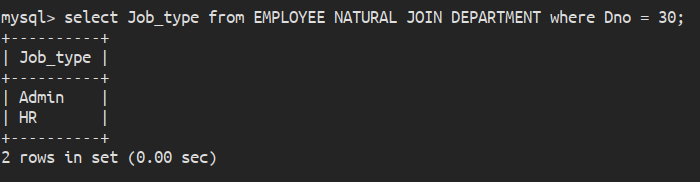 mysql> select Job_type from EMPLOYEE NATURAL JOIN DEPARTMENT where Dno = 30;
+----------+
| Job_type |
+----------+
| Admin    |
| HR       |
+----------+
2 rows in set (0.00 sec)